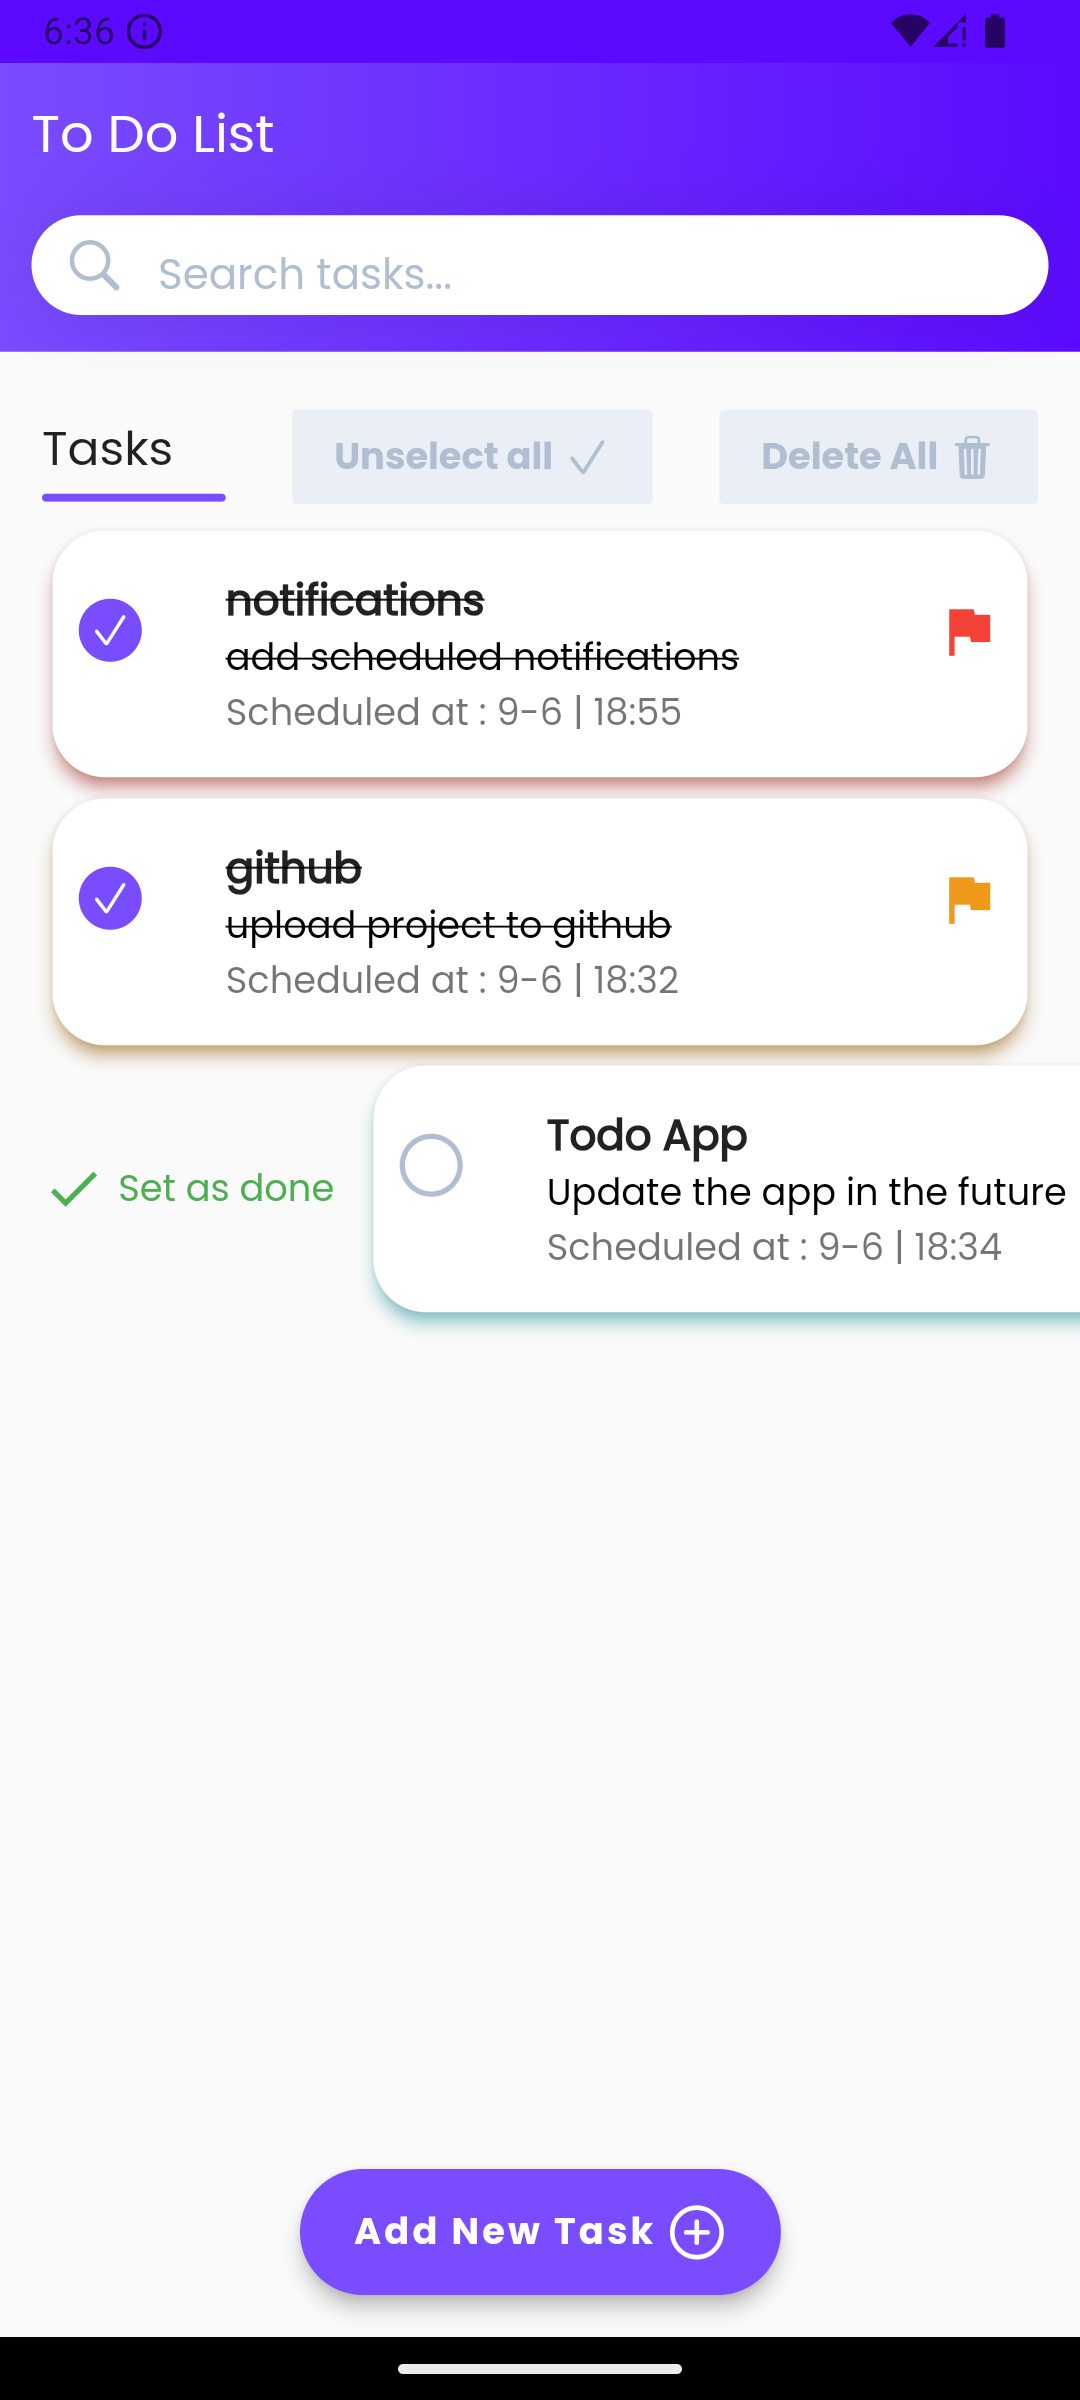 6:36
To Do List
Search tasks...
Tasks
Unselect all
Delete All
notifications
add scheduled notifications
Scheduled at : 9-6 | 18:55
github
upload project to github
Scheduled at : 9-6 | 18:32
Set as done
Todo App
Update the app in the future
Scheduled at : 9-6 | 18:34
Add New Task